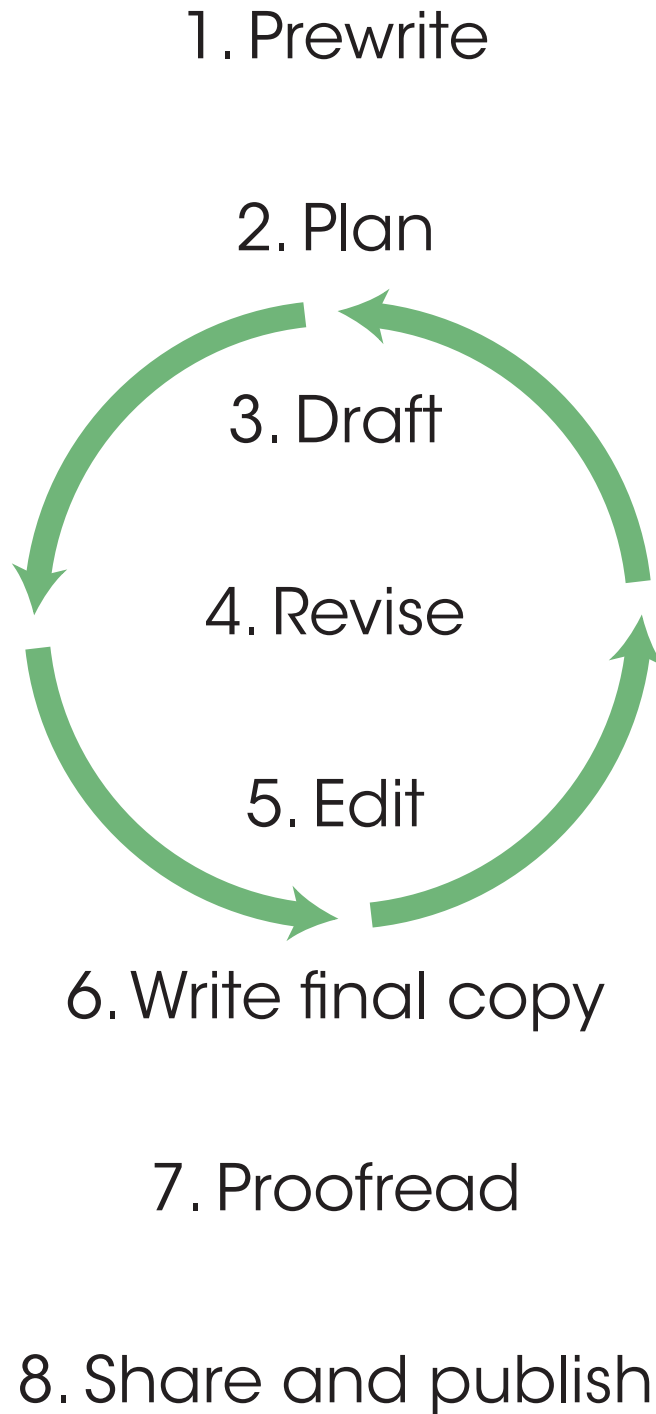 1. Prewrite
2. Plan
3. Draft
4. Revise
5. Edit
6. Write final copy
7. Proofread
8. Share and publish